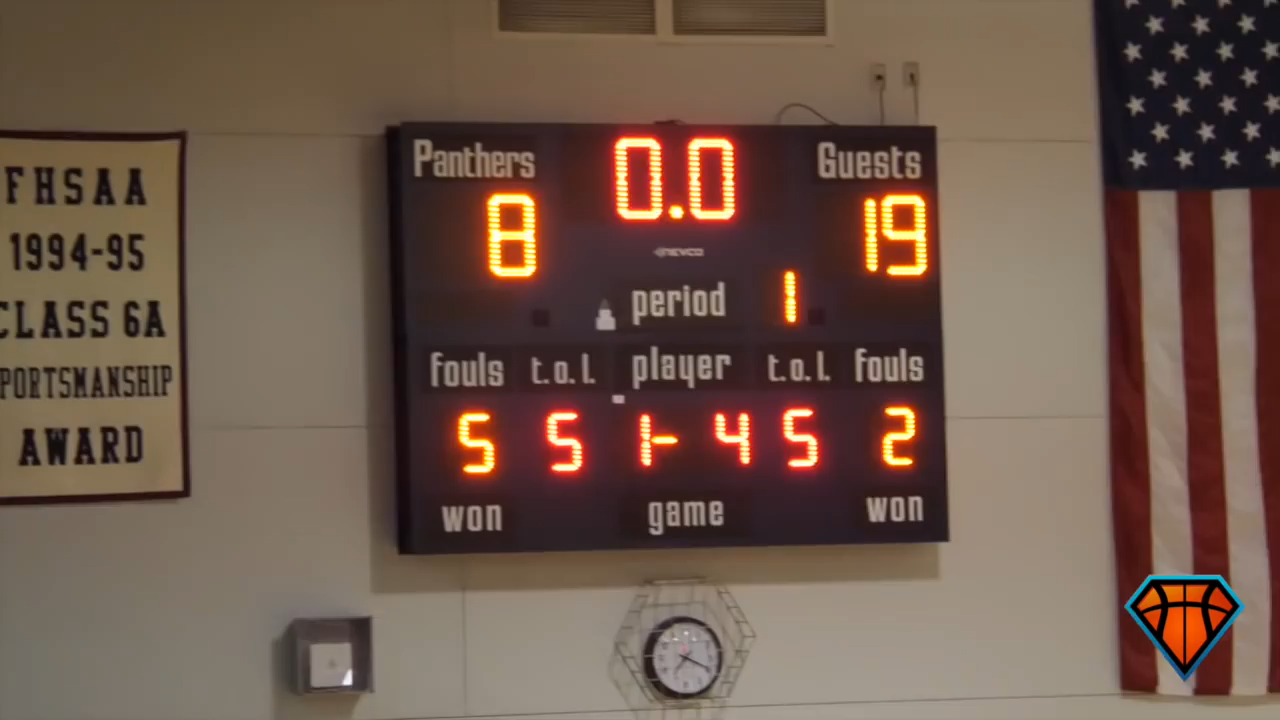 FHSAA
1994-95
CLASS 6A
PORTSMANSHIP
AWARD
Panthers 0.0 Guests
8 19
NEVCO
period 1
fouls t.o.l. player t.o.l. fouls
5 5 1- 4 5 2
won game won